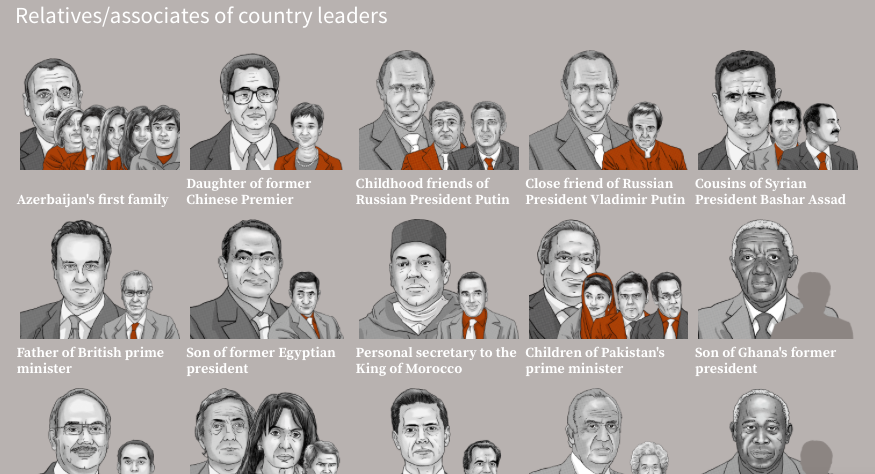 Relatives/associates of country leaders
Azerbaijan's first family
Daughter of former
Chinese Premier
Childhood friends of
Russian President Putin
Close friend of Russian
President Vladimir Putin
Cousins of Syrian
President Bashar Assad
Father of British prime
minister
Son of former Egyptian
president
Personal secretary to the
King of Morocco
Children of Pakistan's
prime minister
Son of Ghana's former
president